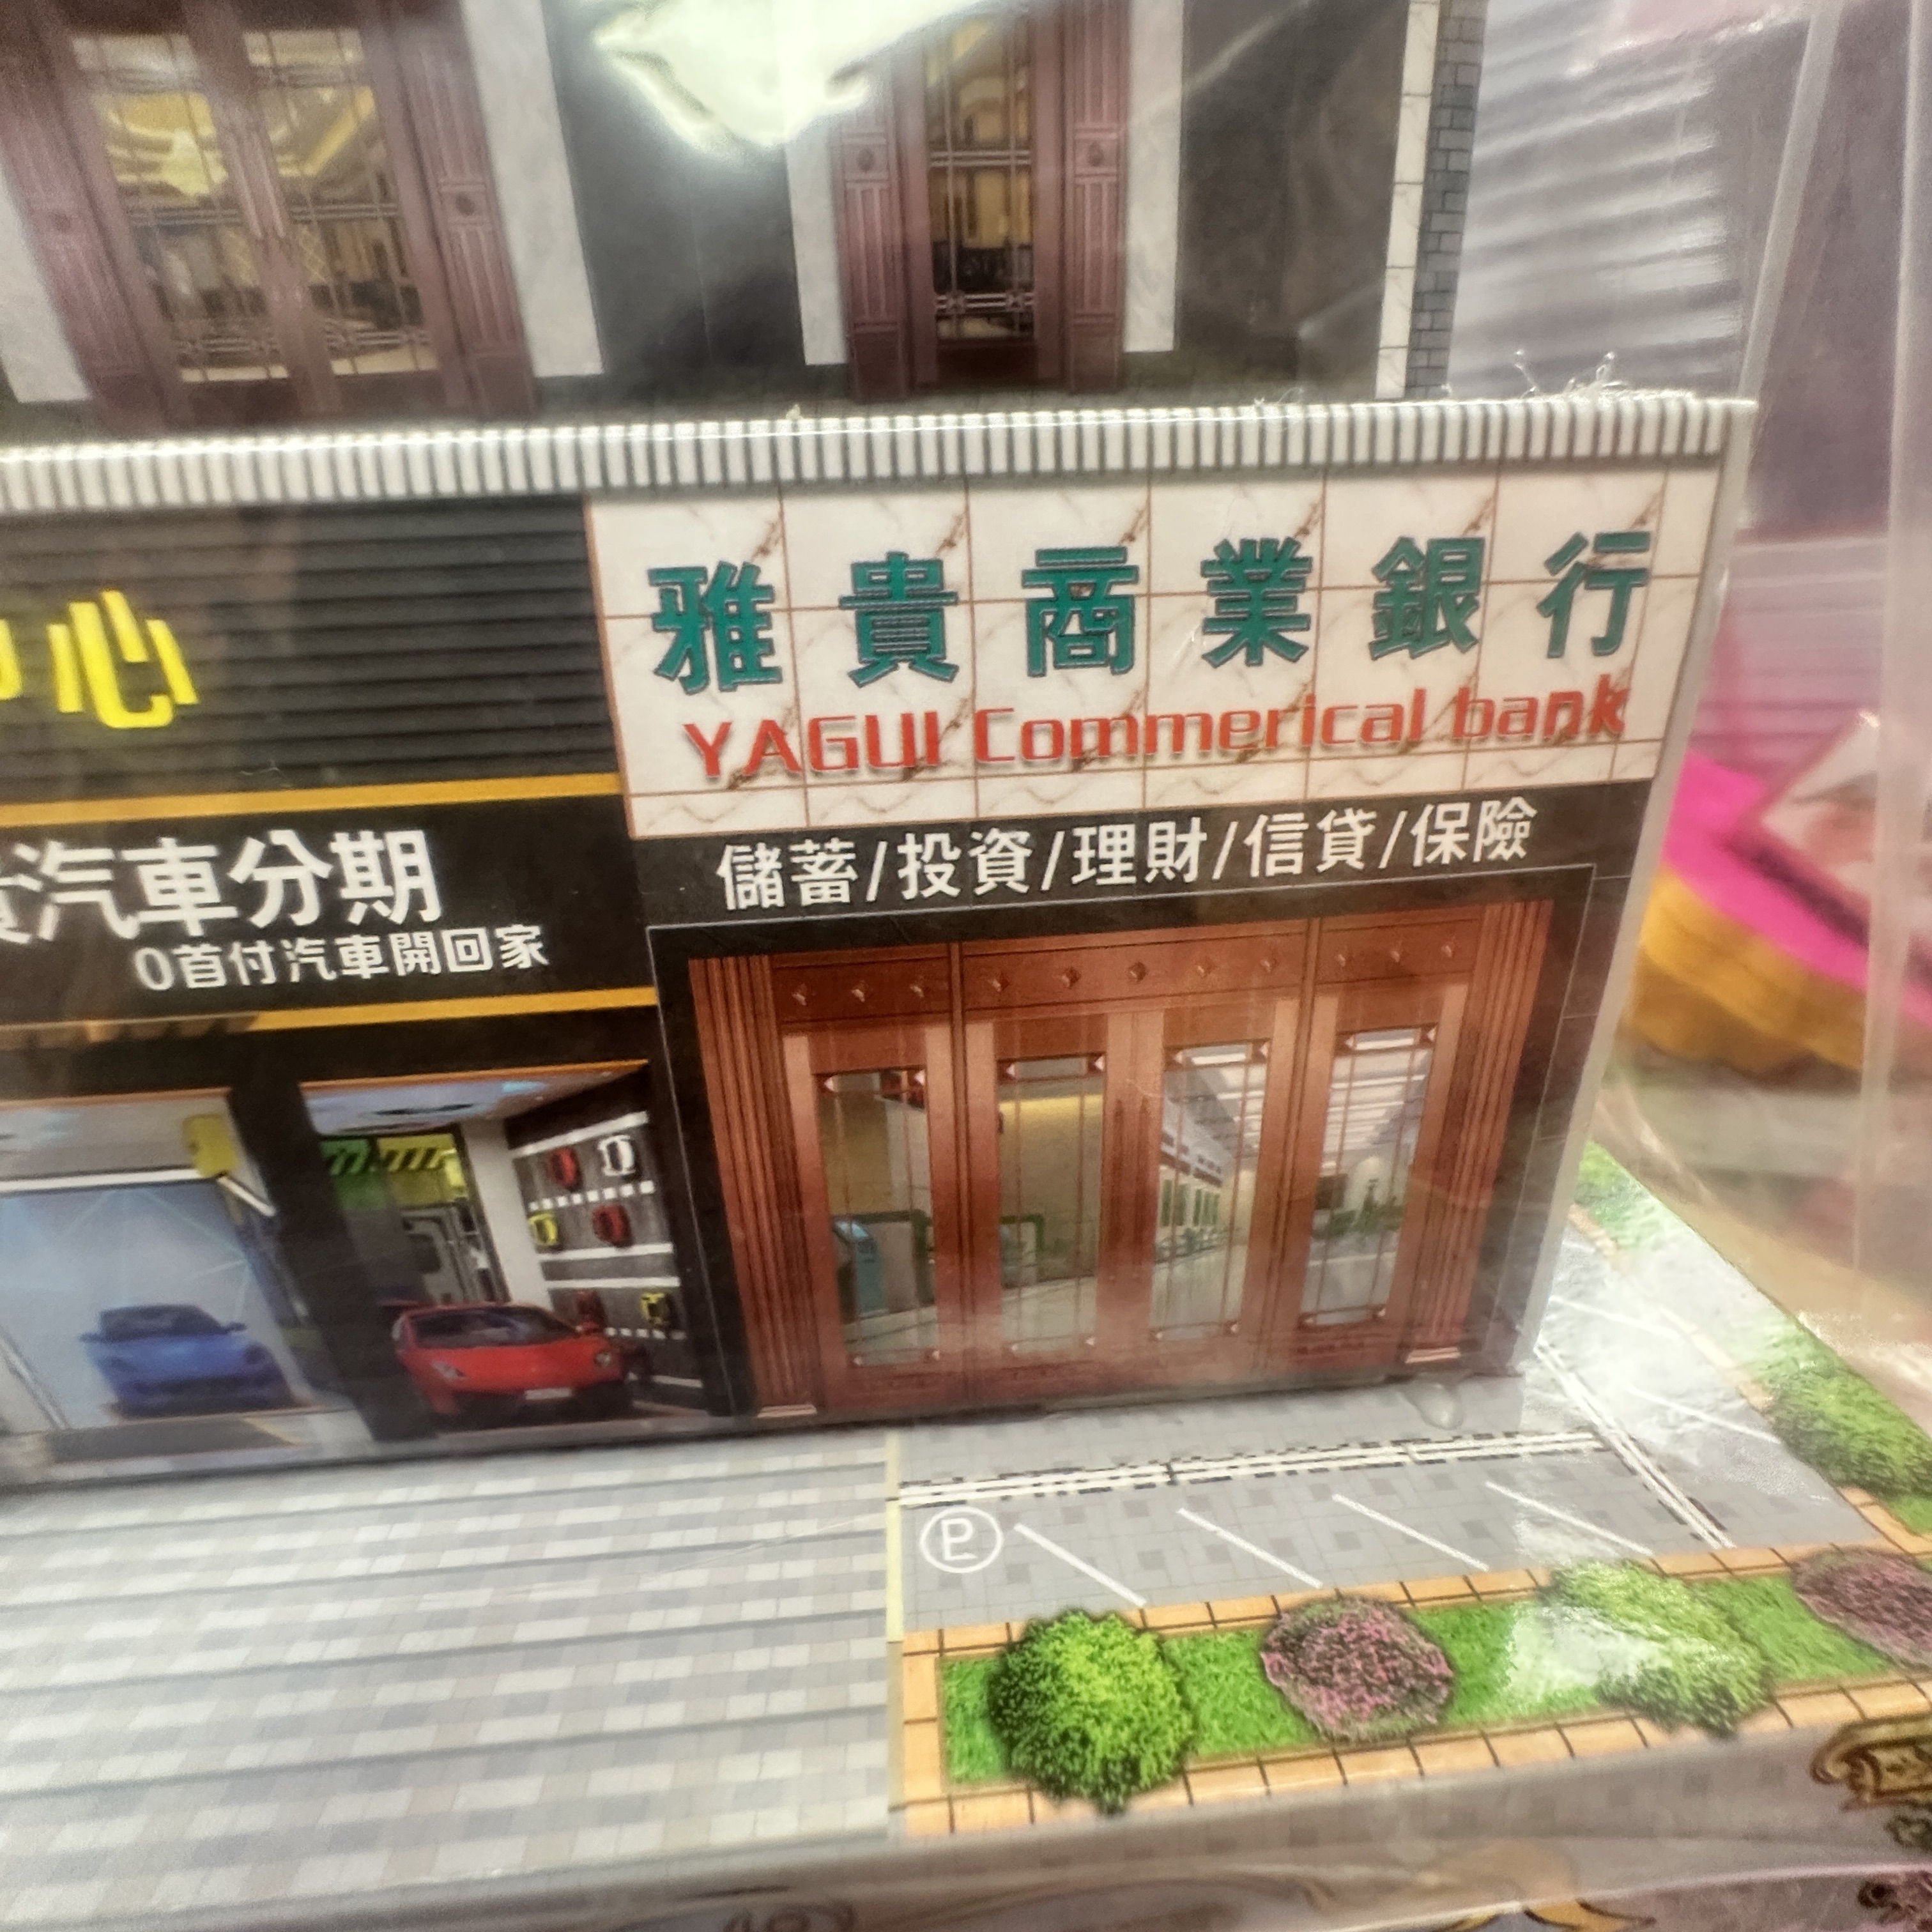 心
雅貴商業銀行
YAGUI Commerical bank
儲蓄/投資/理財/信貸/保險
汽車分期
0首付汽車開回家
P